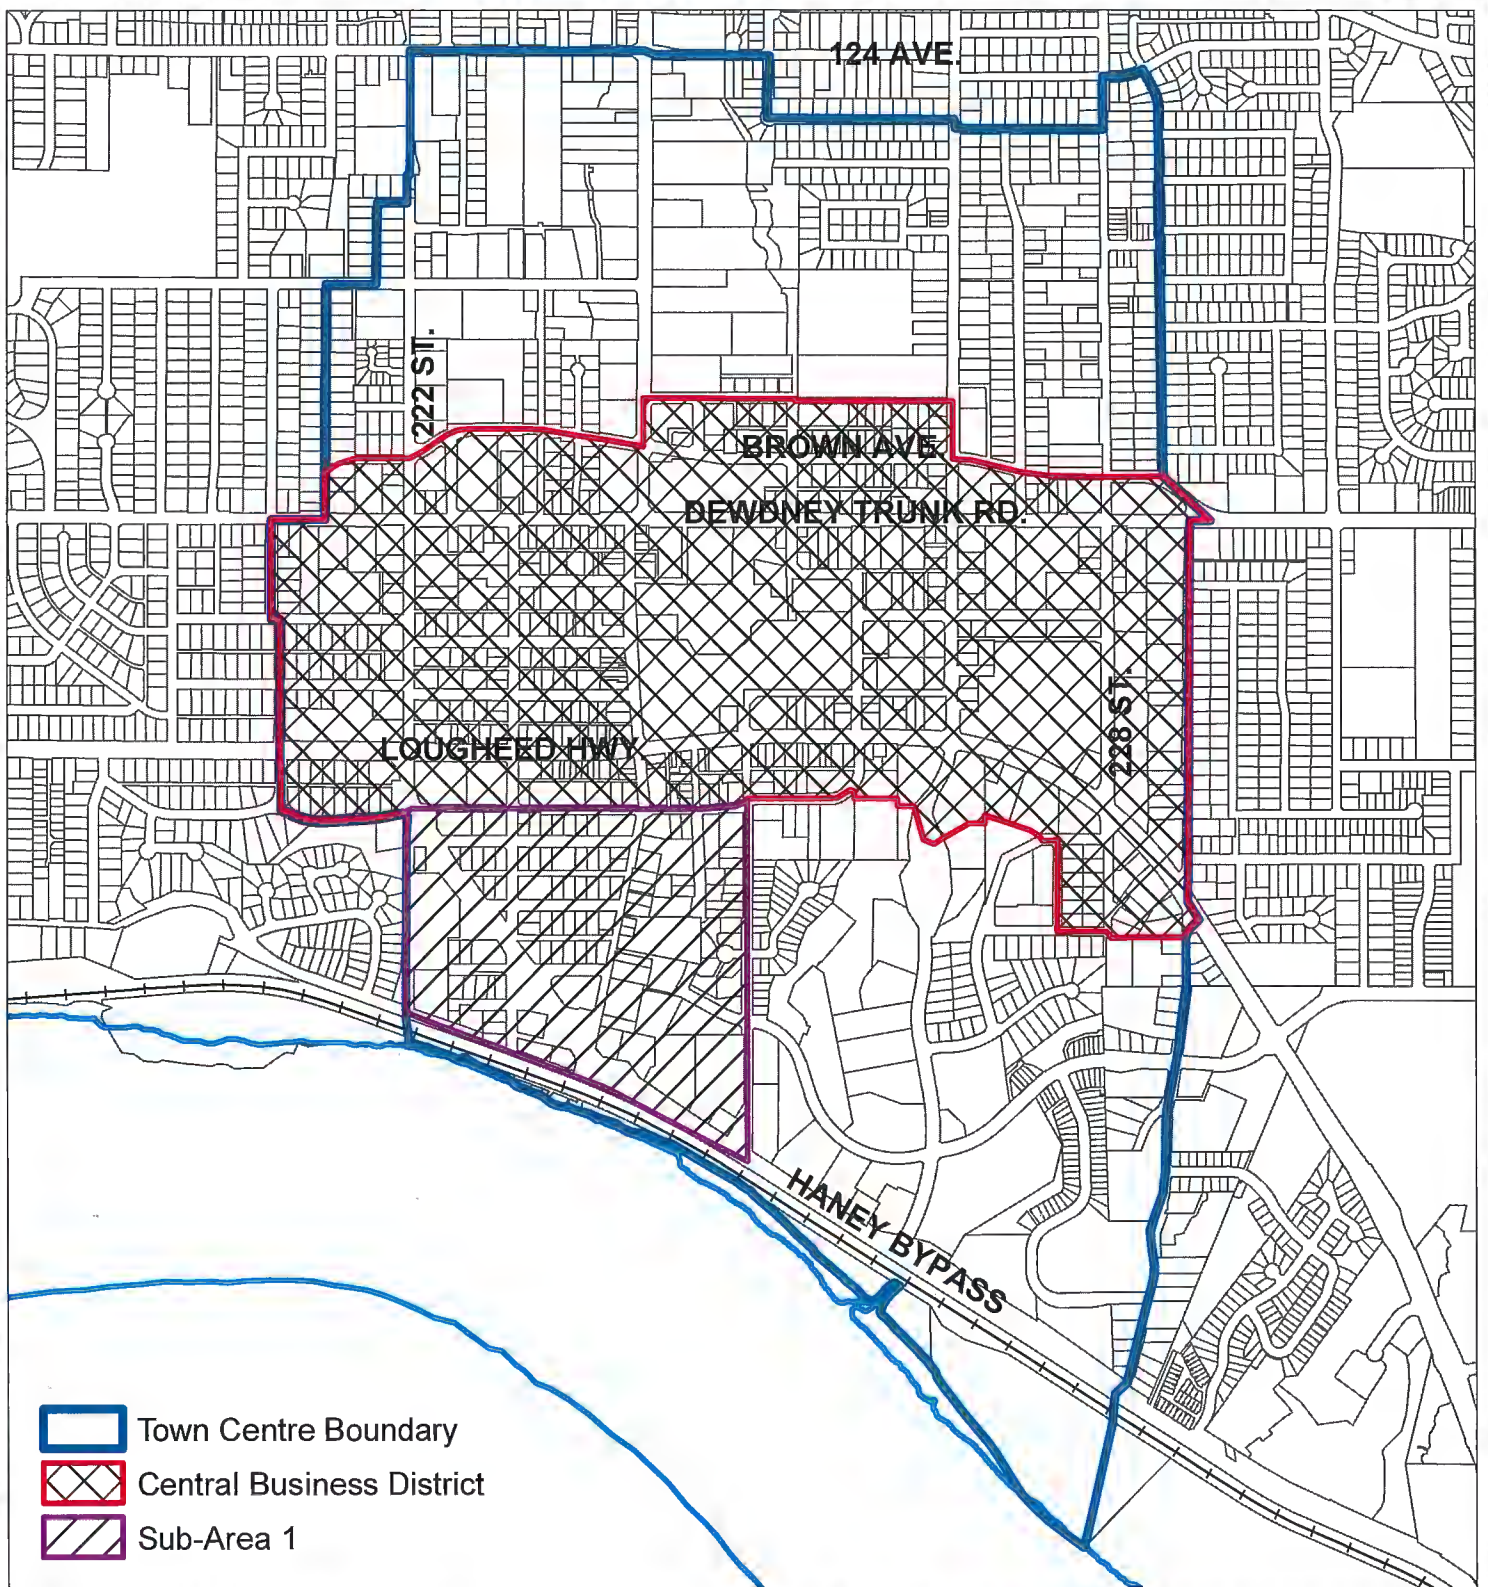 124 AVE.
222 ST.
BROWN AVE.
DEWDNEY TRUNK RD.
228 ST.
LOUGHEED HWY.
HANEY BYPASS
Town Centre Boundary
Central Business District
Sub-Area 1